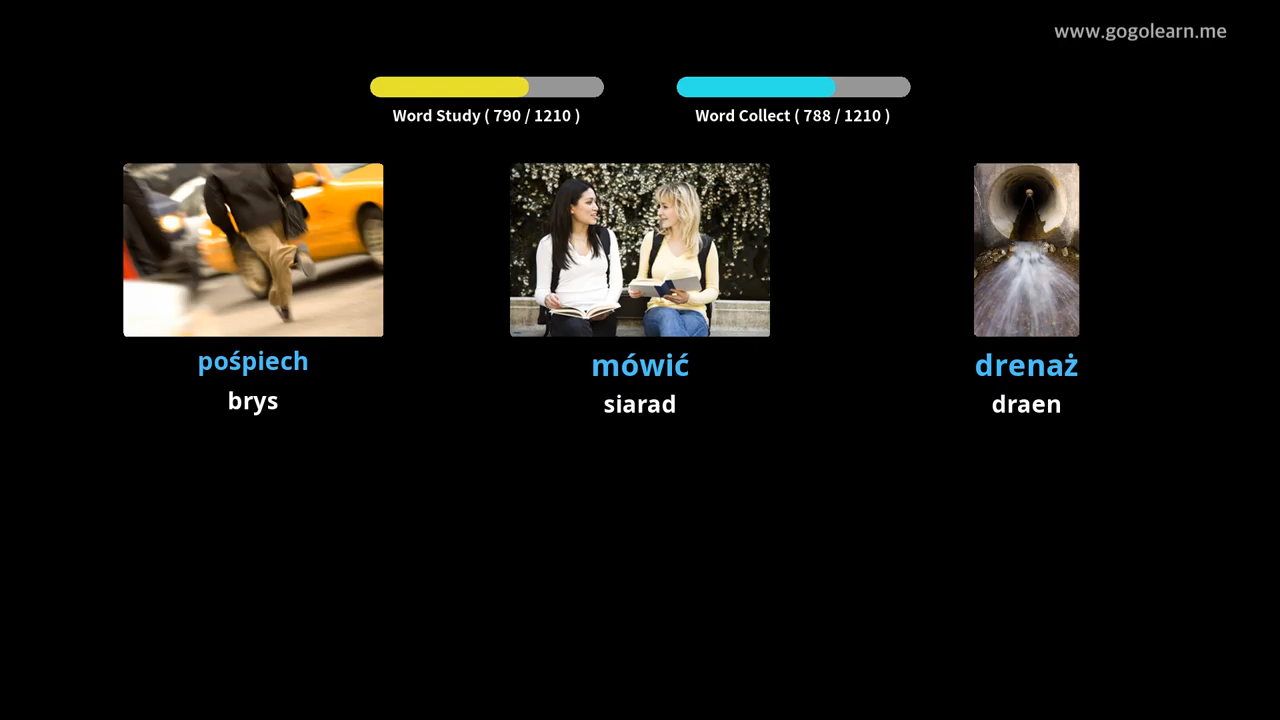 www.gogolearn.me
Word Study ( 790 / 1210 )
Word Collect ( 788 / 1210 )
pośpiech
brys
mówić
siarad
drenaż
draen